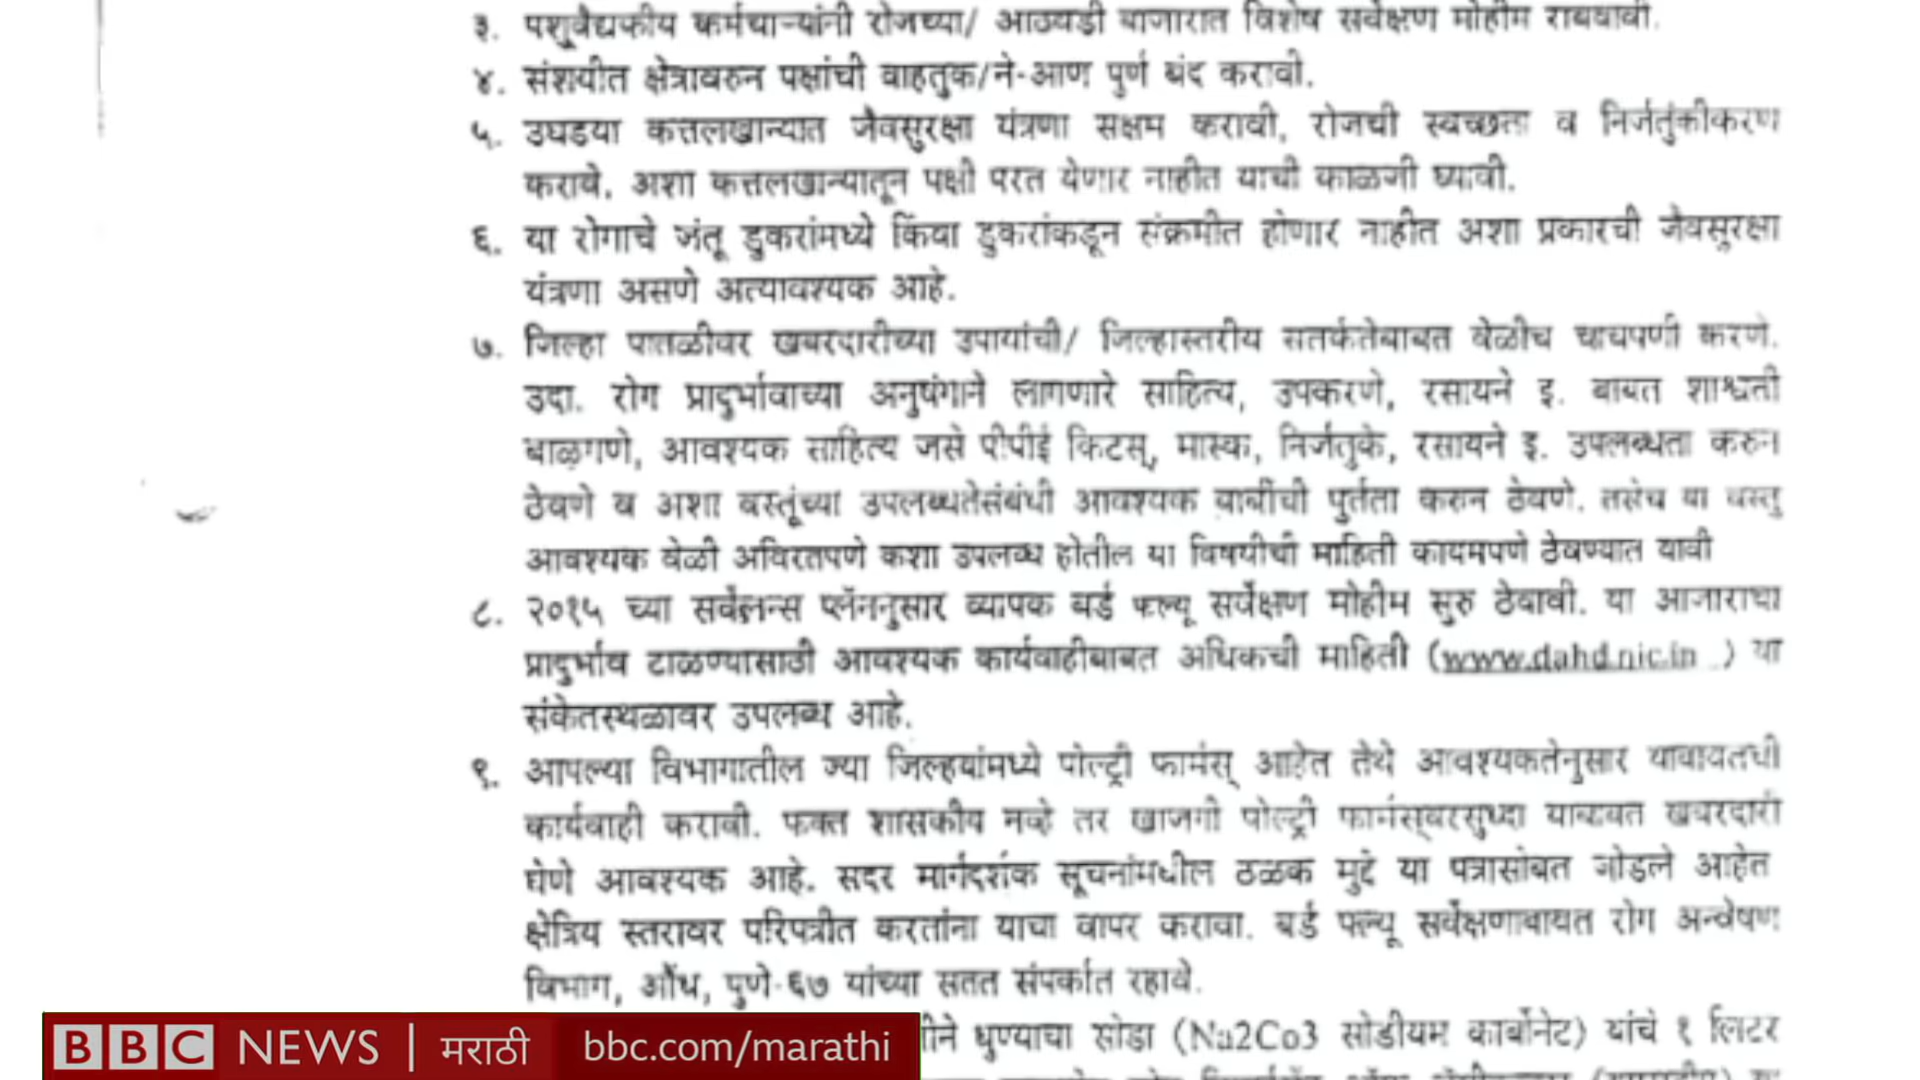 ३. पशुवैद्यकीय कर्मचाऱ्यांनी रोजच्या/ आठवडी बाजारात विशेष सर्वेक्षण मोहीम राबवावी.
४. संशयीत क्षेत्रावरुन पक्षांची वाहतुक/ने-आण पुर्ण बंद करावी.
५. उघडया कत्तलखान्यात जैवसुरक्षा यंत्रणा सक्षम करावी, रोजची स्वच्छता व निर्जतुंकीकरण
करावे. अशा कत्तलखान्यातून पक्षी परत येणार नाहीत याची काळजी घ्यावी.
६. या रोगाचे जंतू डुकरांमध्ये किंवा डुकरांकडून संक्रमीत होणार नाहीत अशा प्रकारची जैवसुरक्षा
यंत्रणा असणे अत्यावश्यक आहे.
७. जिल्हा पातळीवर खबरदारीच्या उपायांची/ जिल्हास्तरीय सतर्कतेबाबत वेळीच चाचपणी करणे.
उदा. रोग प्रादुर्भावाच्या अनुषंगाने लागणारे साहित्य, उपकरणे, रसायने इ. बाबत शाश्वती
बाळगणे, आवश्यक साहित्य जसे पीपीई किटस्, मास्क, निर्जतुके, रसायने इ. उपलब्धता करुन
ठेवणे व अशा वस्तूंच्या उपलब्धतेसंबंधी आवश्यक बाबींची पुर्तता करुन ठेवणे. तसेच या वस्तु
आवश्यक वेळी अविरतपणे कशा उपलब्ध होतील या विषयीची माहिती कायमपणे ठेवण्यात यावी
८. २०१५ च्या सर्वेलन्स प्लॅननुसार व्यापक बर्ड फ्ल्यू सर्वेक्षण मोहीम सुरु ठेवावी. या आजाराचा
प्रादुर्भाव टाळण्यासाठी आवश्यक कार्यवाहीबाबत अधिकची माहिती (www.dahd.nic.in ) या
संकेतस्थळावर उपलब्ध आहे.
९. आपल्या विभागातील ज्या जिल्हयांमध्ये पोल्ट्री फार्मस् आहेत तेथे आवश्यकतेनुसार याबाबतची
कार्यवाही करावी. फक्त शासकीय नव्हे तर खाजगी पोल्ट्री फार्मस्वरसुध्दा याबाबत खबरदारी
घेणे आवश्यक आहे. सदर मार्गदर्शक सूचनांमधील ठळक मुद्दे या पत्रासोबत जोडले आहेत
क्षेत्रिय स्तरावर परिपत्रीत करतांना याचा वापर करावा. बर्ड फ्ल्यू सर्वेक्षणाबाबत रोग अन्वेषण
विभाग, औंध, पुणे-६७ यांच्या सतत संपर्कात रहावे.
धुण्याचा सोडा (Na2Co3 सोडीयम कार्बोनेट) यांचे १ लिटर
BBC NEWS | मराठी bbc.com/marathi